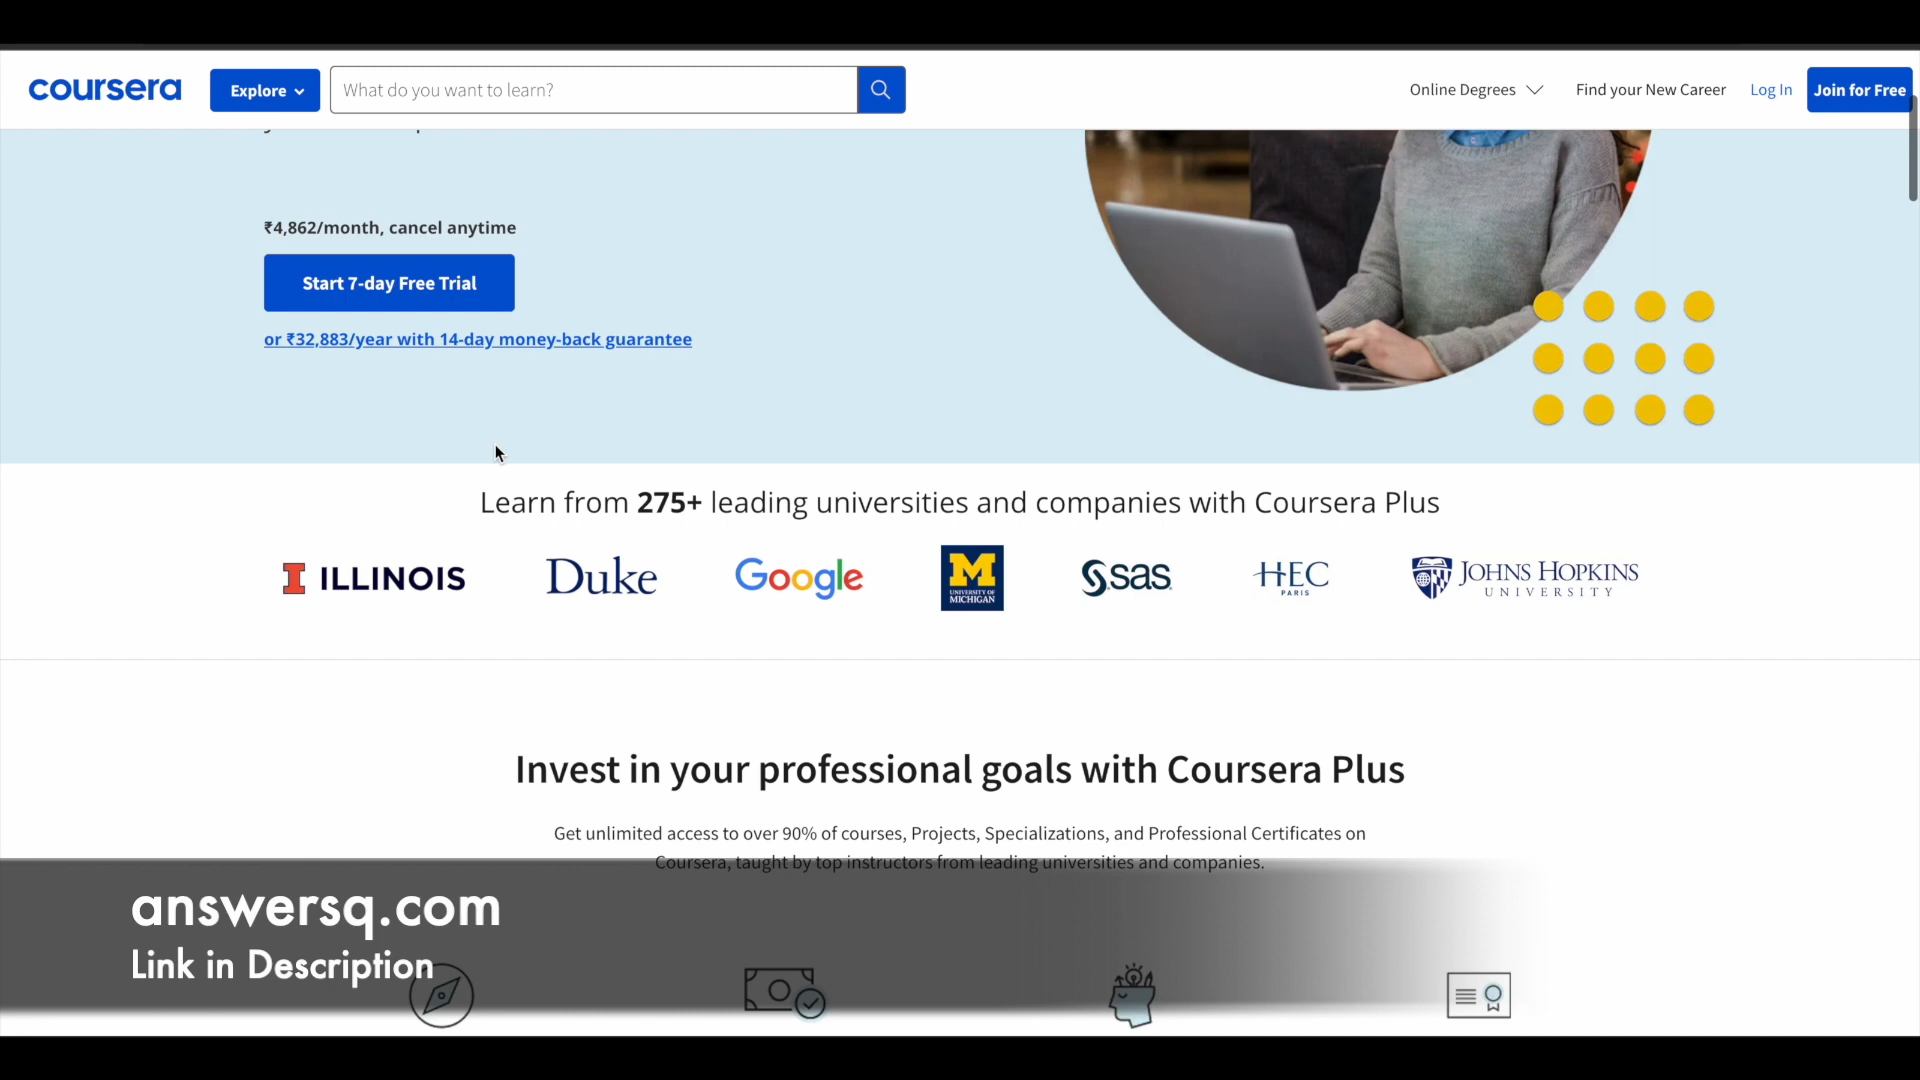 coursera
Explore
What do you want to learn?
Online Degrees
Find your New Career
Log In
Join for Free
₹4,862/month, cancel anytime
Start 7-day Free Trial
or ₹32,883/year with 14-day money-back guarantee
Learn from 275+ leading universities and companies with Coursera Plus
ILLINOIS
Duke
Google
M
UNIVERSITY OF
MICHIGAN
sas
HEC
PARIS
JOHNS HOPKINS
UNIVERSITY
Invest in your professional goals with Coursera Plus
Get unlimited access to over 90% of courses, Projects, Specializations, and Professional Certificates on
Coursera, taught by top instructors from leading universities and companies.
answersq.com
Link in Description